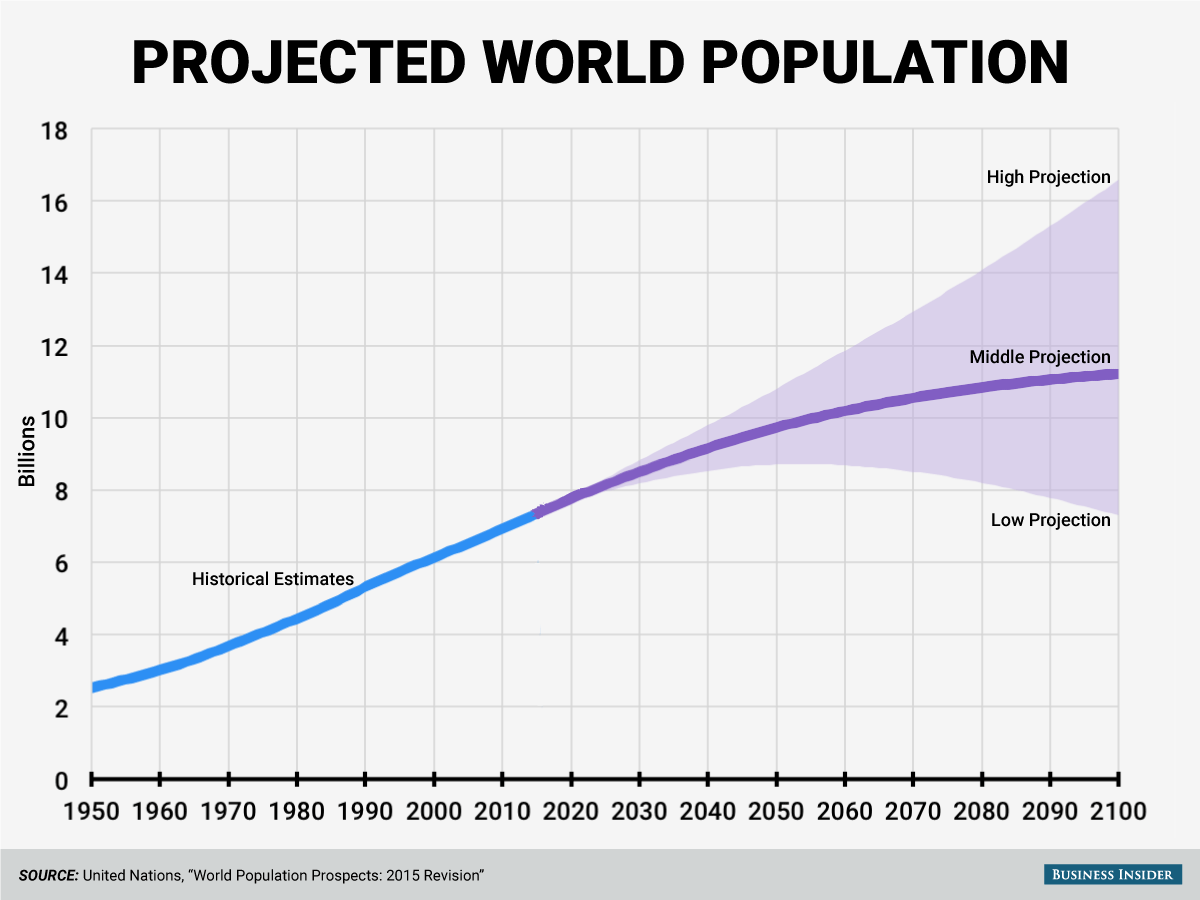 PROJECTED WORLD POPULATION
18
High Projection
16
14
12
Middle Projection
10
Billions
8
Low Projection
6
Historical Estimates
4
2
0
1950 1960 1970 1980 1990 2000 2010 2020 2030 2040 2050 2060 2070 2080 2090 2100
SOURCE: United Nations, “World Population Prospects: 2015 Revision” BUSINESS INSIDER